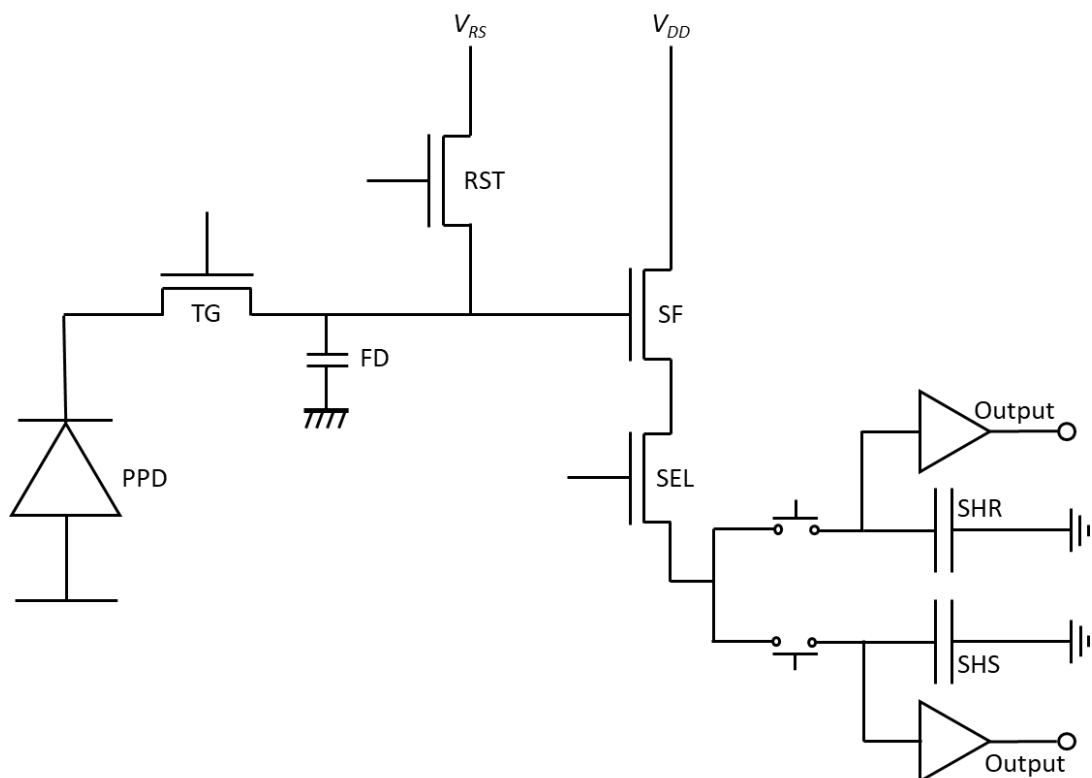 V_RS
V_DD
RST
TG
SF
FD
Output
PPD
SEL
SHR
SHS
Output